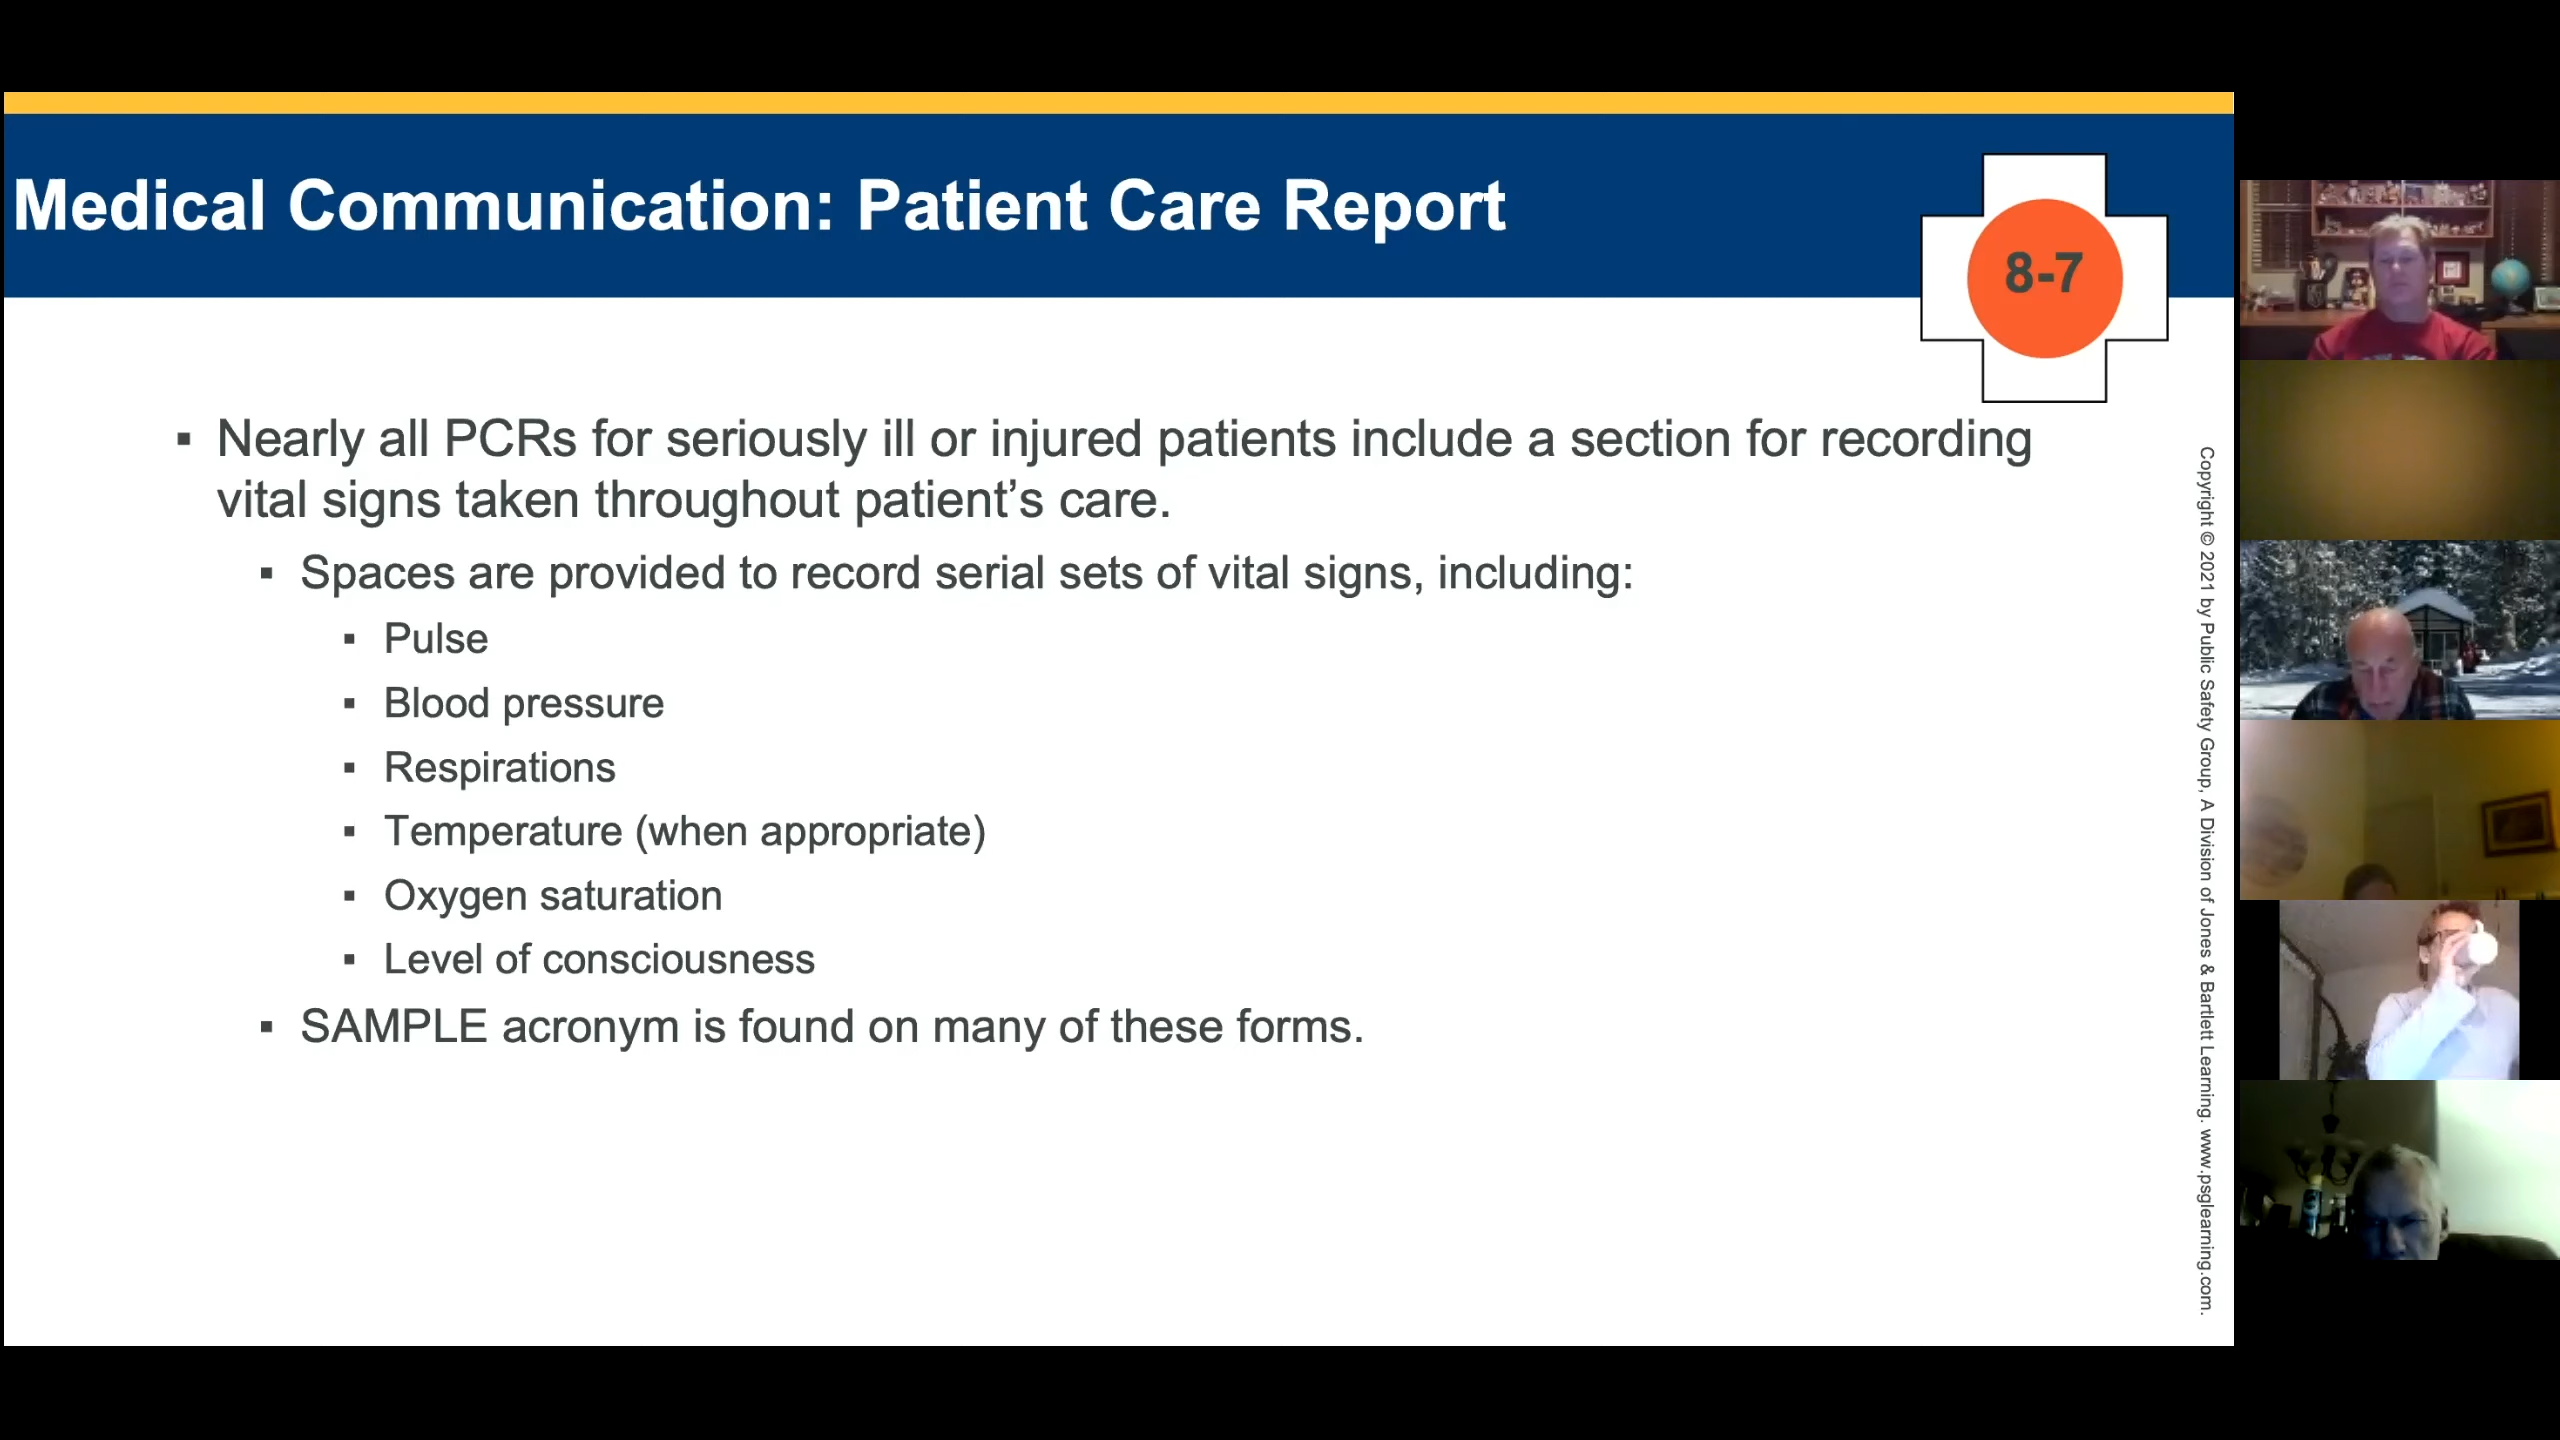 Medical Communication: Patient Care Report
8-7
▪ Nearly all PCRs for seriously ill or injured patients include a section for recording
vital signs taken throughout patient’s care.
▪ Spaces are provided to record serial sets of vital signs, including:
▪ Pulse
▪ Blood pressure
▪ Respirations
▪ Temperature (when appropriate)
▪ Oxygen saturation
▪ Level of consciousness
▪ SAMPLE acronym is found on many of these forms.
Copyright © 2021 by Public Safety Group, A Division of Jones & Bartlett Learning. www.psglearning.com.